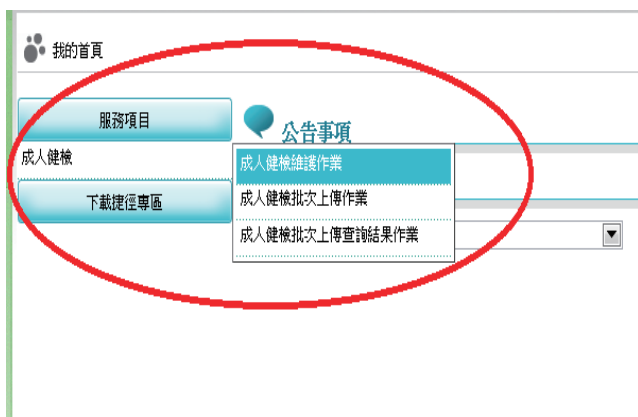 我的首頁
服務項目
公告事項
成人健檢
成人健檢維護作業
成人健檢批次上傳作業
成人健檢批次上傳查詢結果作業
下載捷徑專區